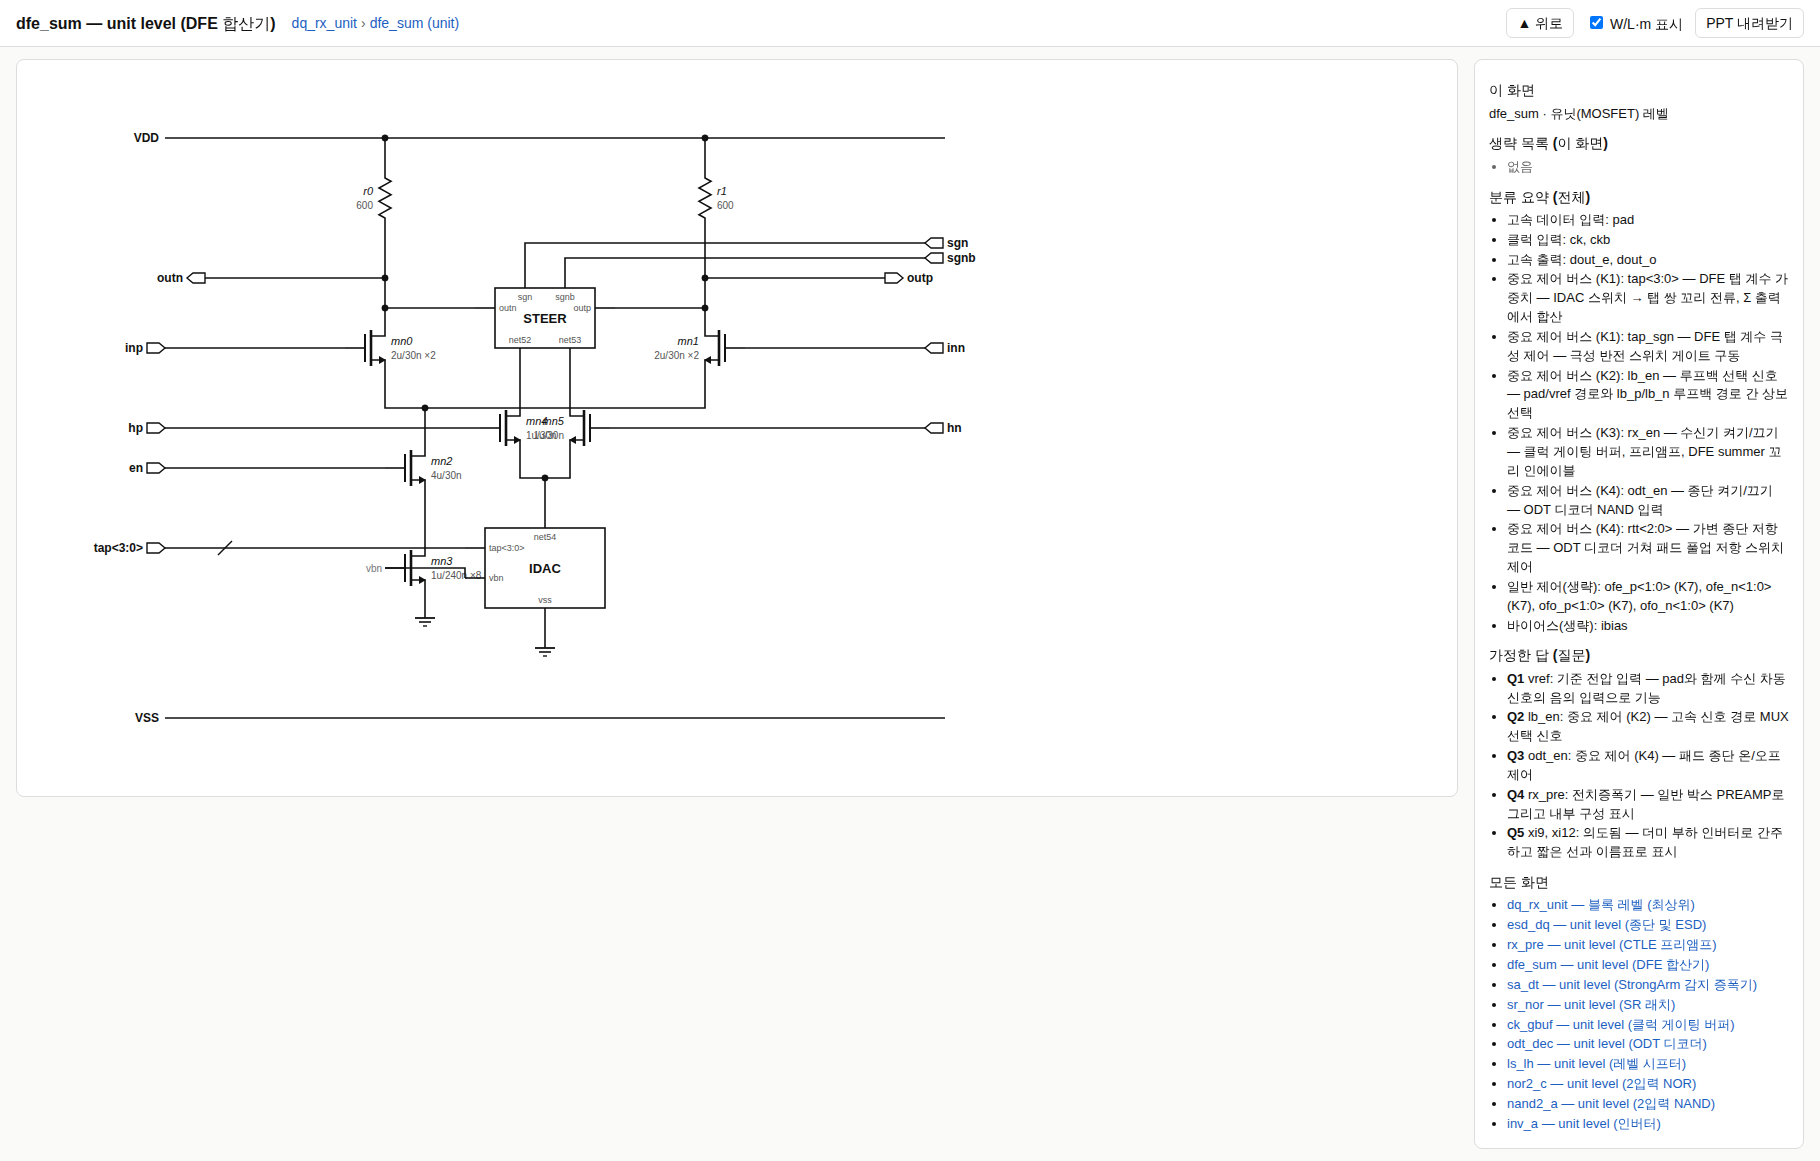 dfe_sum — unit level (DFE 합산기) dq_rx_unit › dfe_sum (unit) ▲ 위로 W/L·m 표시 PPT 내려받기
VDD
r0
600
r1
600
sgn
sgnb
outn
outp
sgn sgnb
outn outp
STEER
net52 net53
inp
mn0
2u/30n ×2
mn1
2u/30n ×2
inn
hp
mn4 mn5
hn
en
mn2
4u/30n
tap<3:0>
net54
tap<3:0>
IDAC
vbn
vss
vbn
mn3
1u/240n ×8
VSS
이 화면
dfe_sum · 유닛(MOSFET) 레벨
생략 목록 (이 화면)
없음
분류 요약 (전체)
고속 데이터 입력: pad
클럭 입력: ck, ckb
고속 출력: dout_e, dout_o
중요 제어 버스 (K1): tap<3:0> — DFE 탭 계수 가
중치 — IDAC 스위치 → 탭 쌍 꼬리 전류, Σ 출력
에서 합산
중요 제어 버스 (K1): tap_sgn — DFE 탭 계수 극
성 제어 — 극성 반전 스위치 게이트 구동
중요 제어 버스 (K2): lb_en — 루프백 선택 신호
— pad/vref 경로와 lb_p/lb_n 루프백 경로 간 상보
선택
중요 제어 버스 (K3): rx_en — 수신기 켜기/끄기
— 클럭 게이팅 버퍼, 프리앰프, DFE summer 꼬
리 인에이블
중요 제어 버스 (K4): odt_en — 종단 켜기/끄기
— ODT 디코더 NAND 입력
중요 제어 버스 (K4): rtt<2:0> — 가변 종단 저항
코드 — ODT 디코더 거쳐 패드 풀업 저항 스위치
제어
일반 제어(생략): ofe_p<1:0> (K7), ofe_n<1:0>
(K7), ofo_p<1:0> (K7), ofo_n<1:0> (K7)
바이어스(생략): ibias
가정한 답 (질문)
Q1 vref: 기준 전압 입력 — pad와 함께 수신 차동
신호의 음의 입력으로 기능
Q2 lb_en: 중요 제어 (K2) — 고속 신호 경로 MUX
선택 신호
Q3 odt_en: 중요 제어 (K4) — 패드 종단 온/오프
제어
Q4 rx_pre: 전치증폭기 — 일반 박스 PREAMP로
그리고 내부 구성 표시
Q5 xi9, xi12: 의도됨 — 더미 부하 인버터로 간주
하고 짧은 선과 이름표로 표시
모든 화면
dq_rx_unit — 블록 레벨 (최상위)
esd_dq — unit level (종단 및 ESD)
rx_pre — unit level (CTLE 프리앰프)
dfe_sum — unit level (DFE 합산기)
sa_dt — unit level (StrongArm 감지 증폭기)
sr_nor — unit level (SR 래치)
ck_gbuf — unit level (클럭 게이팅 버퍼)
odt_dec — unit level (ODT 디코더)
ls_lh — unit level (레벨 시프터)
nor2_c — unit level (2입력 NOR)
nand2_a — unit level (2입력 NAND)
inv_a — unit level (인버터)